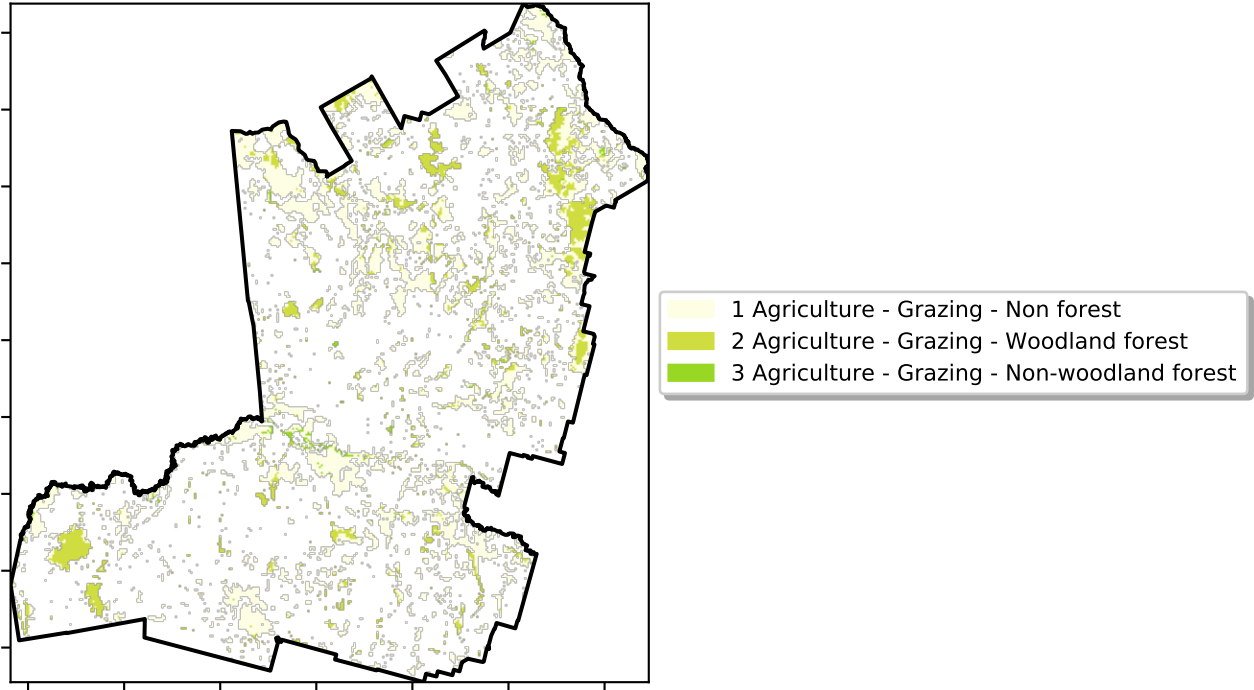 1 Agriculture - Grazing - Non forest
2 Agriculture - Grazing - Woodland forest
3 Agriculture - Grazing - Non-woodland forest